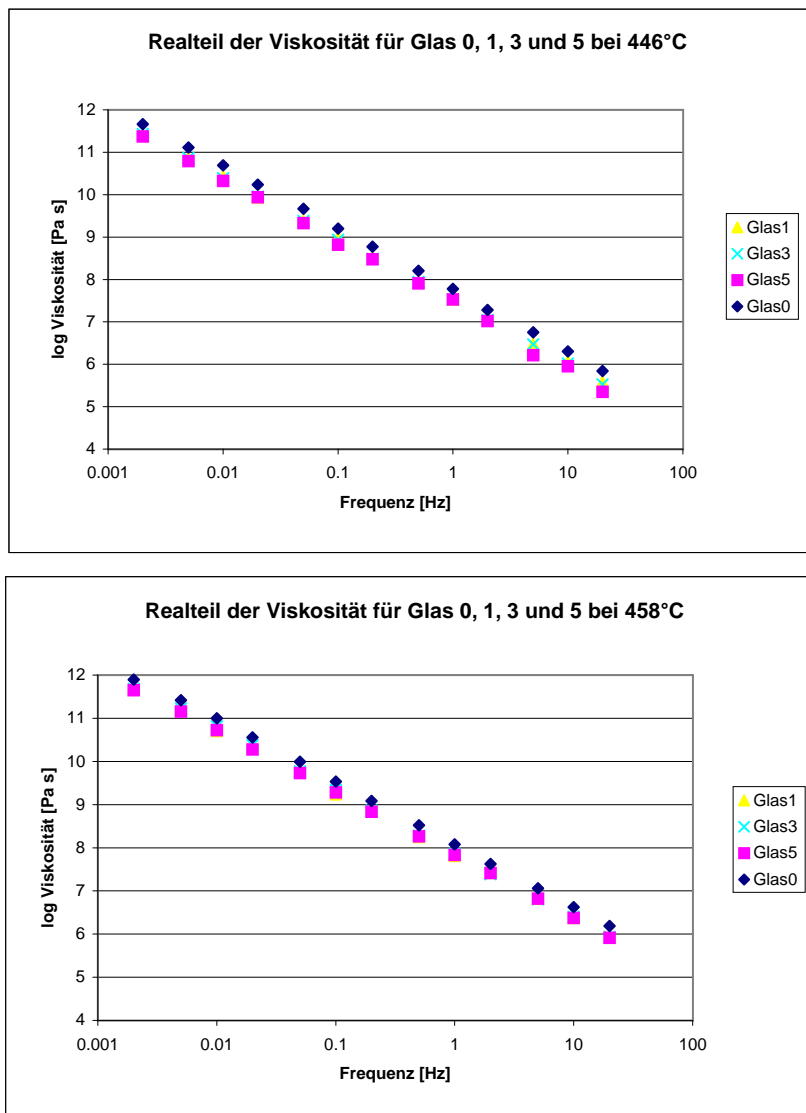 Realteil der Viskosität für Glas 0, 1, 3 und 5 bei 446°C
12
11
10
9
8
7
6
5
4
log Viskosität [Pa s]
0.001 0.01 0.1 1 10 100
Frequenz [Hz]
Glas1
Glas3
Glas5
Glas0
Realteil der Viskosität für Glas 0, 1, 3 und 5 bei 458°C
12
11
10
9
8
7
6
5
4
log Viskosität [Pa s]
0.001 0.01 0.1 1 10 100
Frequenz [Hz]
Glas1
Glas3
Glas5
Glas0